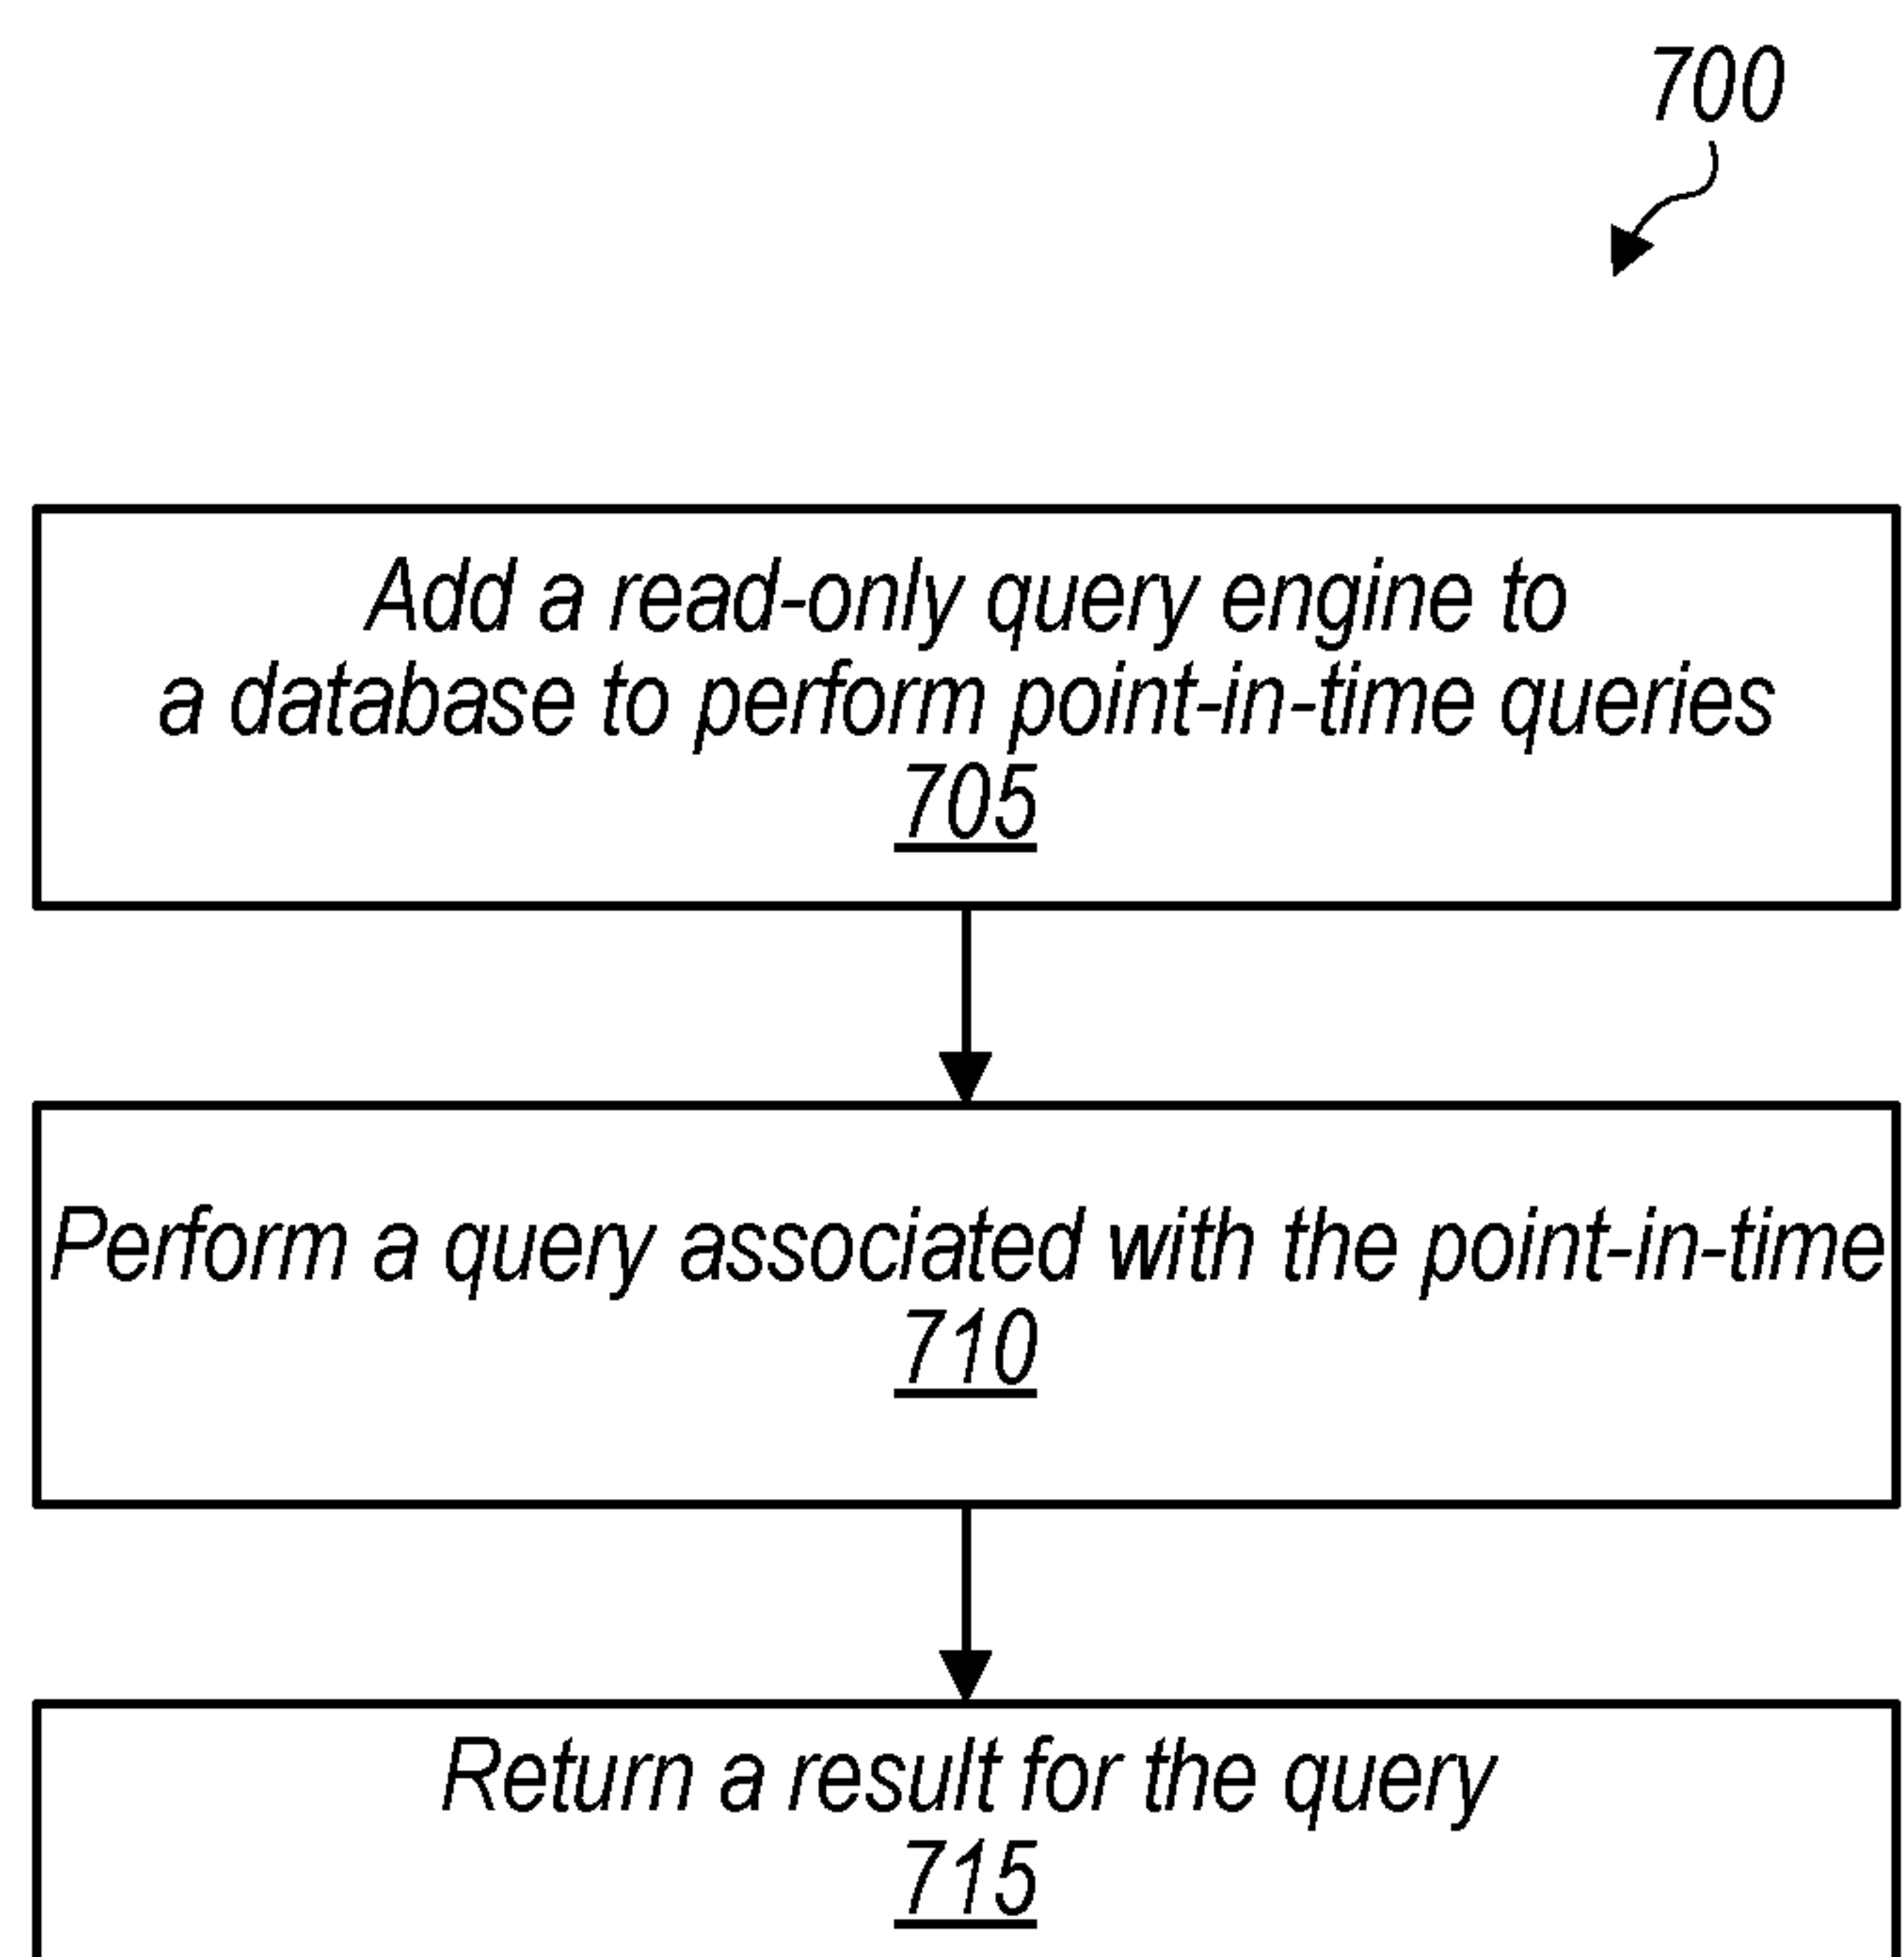 700
Add a read-only query engine to
a database to perform point-in-time queries
705
Perform a query associated with the point-in-time
710
Return a result for the query
715